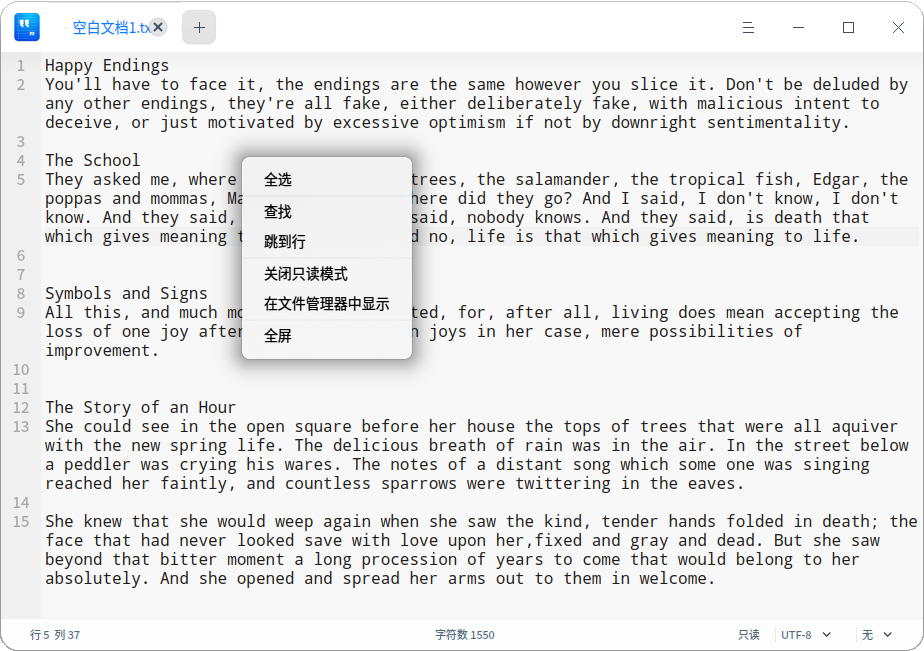 空白文档1.tx
1 Happy Endings
2 You'll have to face it, the endings are the same however you slice it. Don't be deluded by
any other endings, they're all fake, either deliberately fake, with malicious intent to
deceive, or just motivated by excessive optimism if not by downright sentimentality.
3
4 The School
5 They asked me, where trees, the salamander, the tropical fish, Edgar, the
poppas and mommas, did they go? And I said, I don't know, I don't
know. And they said, said, nobody knows. And they said, is death that
which gives meaning no, life is that which gives meaning to life.
6
7
8 Symbols and Signs
9 All this, and much for, after all, living does mean accepting the
loss of one joy after joys in her case, mere possibilities of
improvement.
10
11
12 The Story of an Hour
13 She could see in the open square before her house the tops of trees that were all aquiver
with the new spring life. The delicious breath of rain was in the air. In the street below
a peddler was crying his wares. The notes of a distant song which some one was singing
reached her faintly, and countless sparrows were twittering in the eaves.
14
15 She knew that she would weep again when she saw the kind, tender hands folded in death; the
face that had never looked save with love upon her,fixed and gray and dead. But she saw
beyond that bitter moment a long procession of years to come that would belong to her
absolutely. And she opened and spread her arms out to them in welcome.
全选
查找
跳到行
关闭只读模式
在文件管理器中显示
全屏
行 5 列 37 字符数 1550 只读 UTF-8 无